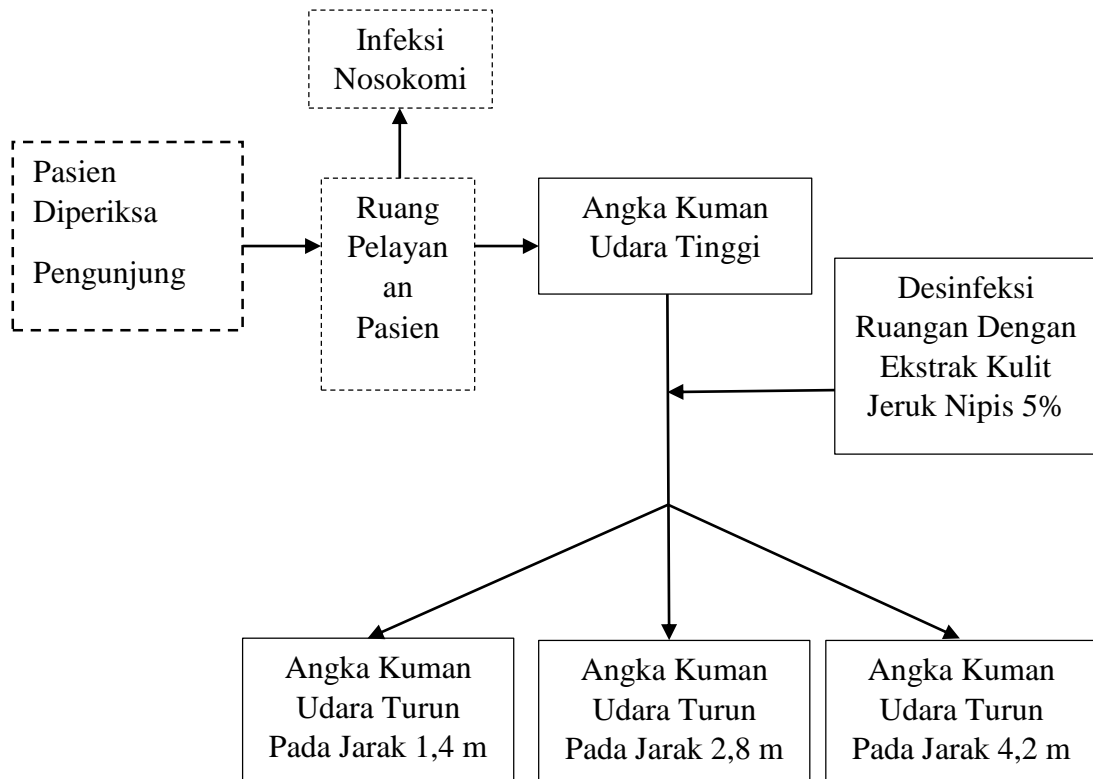 Infeksi
Nosokomi
Pasien
Diperiksa
Pengunjung
Ruang
Pelayan
an
Pasien
Angka Kuman
Udara Tinggi
Desinfeksi
Ruangan Dengan
Ekstrak Kulit
Jeruk Nipis 5%
Angka Kuman
Udara Turun
Pada Jarak 1,4 m
Angka Kuman
Udara Turun
Pada Jarak 2,8 m
Angka Kuman
Udara Turun
Pada Jarak 4,2 m